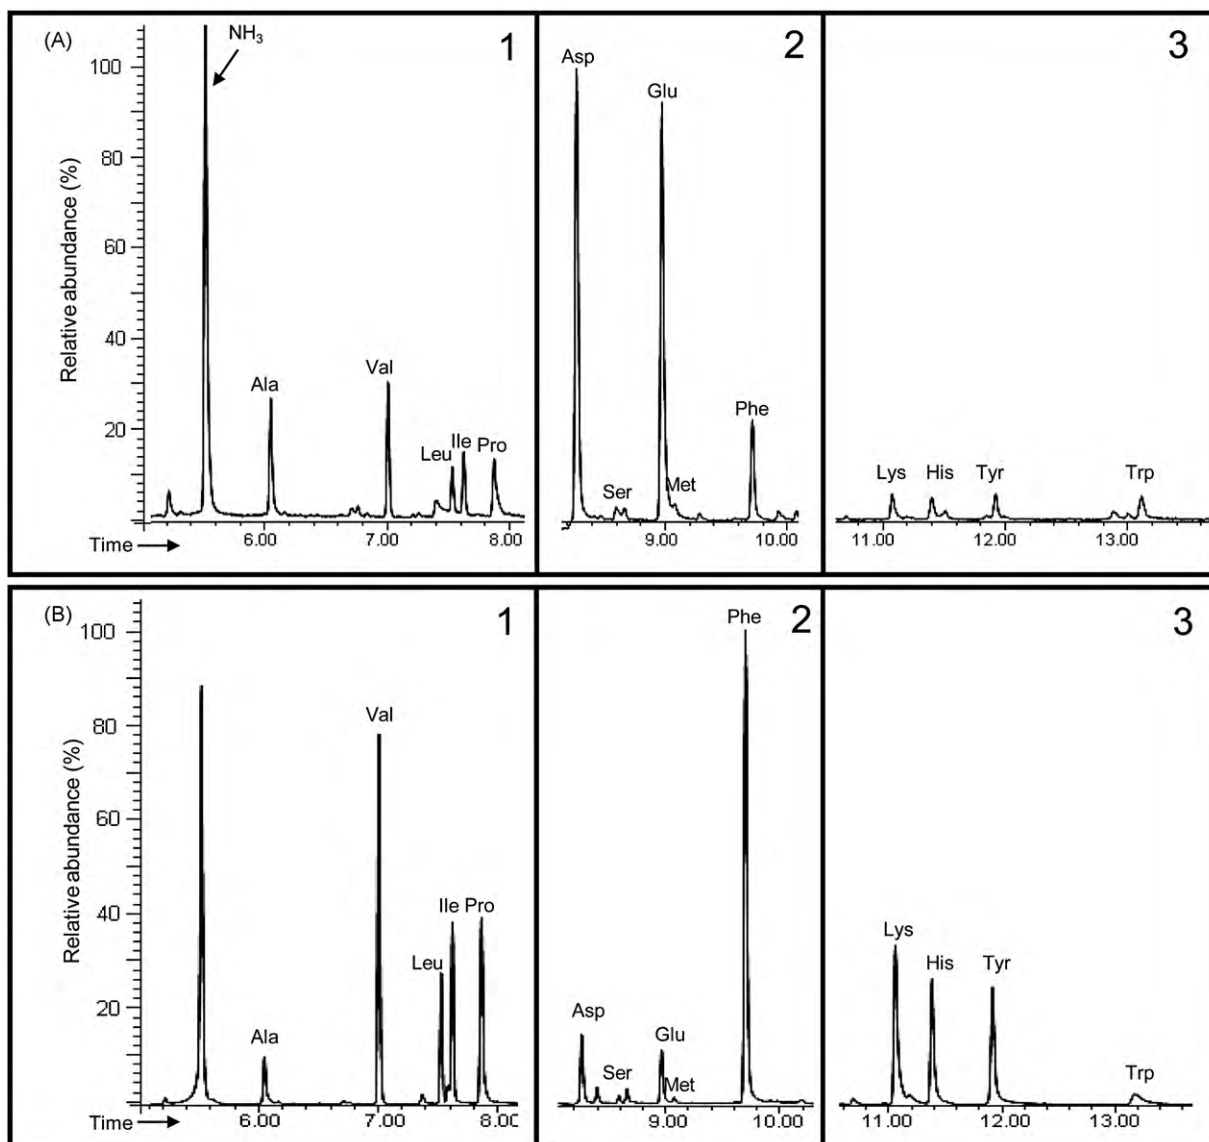 (A)
1
2
3
NH₃
Asp
Glu
Ala
Val
Leu
Ile
Pro
Ser
Met
Phe
Lys
His
Tyr
Trp
Relative abundance (%)
100
80
60
40
20
Time
6.00
7.00
8.00
9.00
10.00
11.00
12.00
13.00
(B)
1
2
3
Phe
Val
Ile Pro
Leu
Ala
Asp
Ser
Glu
Met
Lys
His
Tyr
Trp
Relative abundance (%)
100
80
60
40
20
Time
6.00
7.00
8.00
9.00
10.00
11.00
12.00
13.00